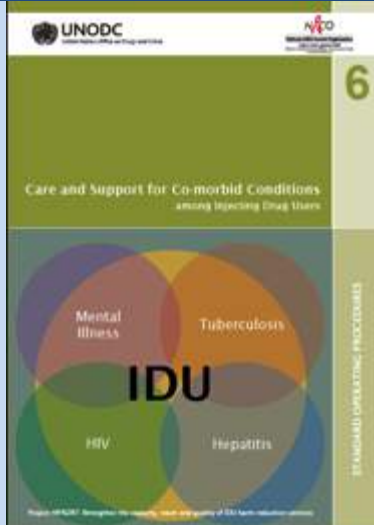 UNODC
United Nations Office on Drugs and Crime
NACO
6
Care and Support for Co-morbid Conditions
among Injecting Drug Users
Mental
Illness
Tuberculosis
IDU
HIV
Hepatitis
STANDARD OPERATING PROCEDURES